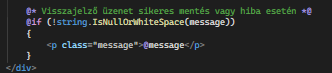 @* Visszajelző üzenet sikeres mentés vagy hiba esetén *@
@if (!string.IsNullOrWhiteSpace(message))
{
<p class="message">@message</p>
}
</div>